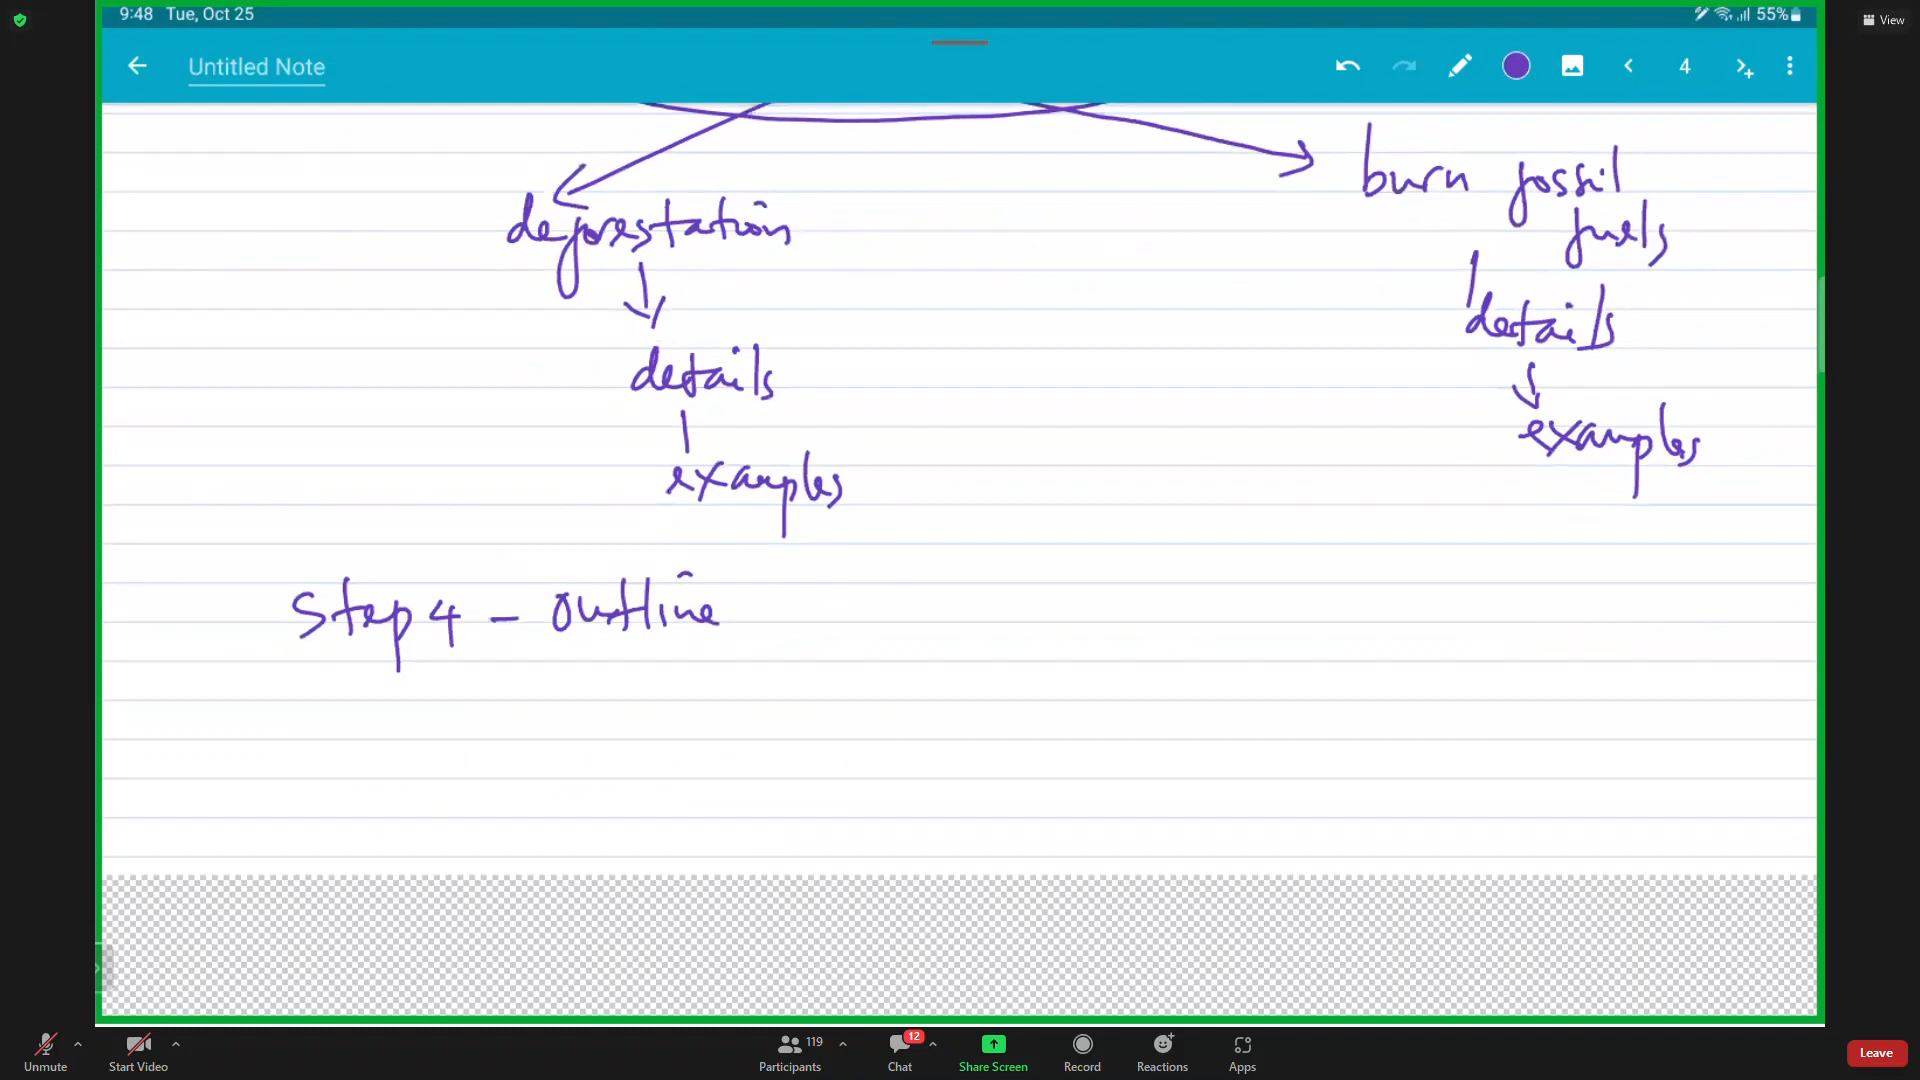 9:48 Tue, Oct 25
55%
View
Untitled Note
4
deforestation
details
examples
burn fossil
fuels
details
examples
Step 4 - Outline
Unmute
Start Video
119
Participants
12
Chat
Share Screen
Record
Reactions
Apps
Leave